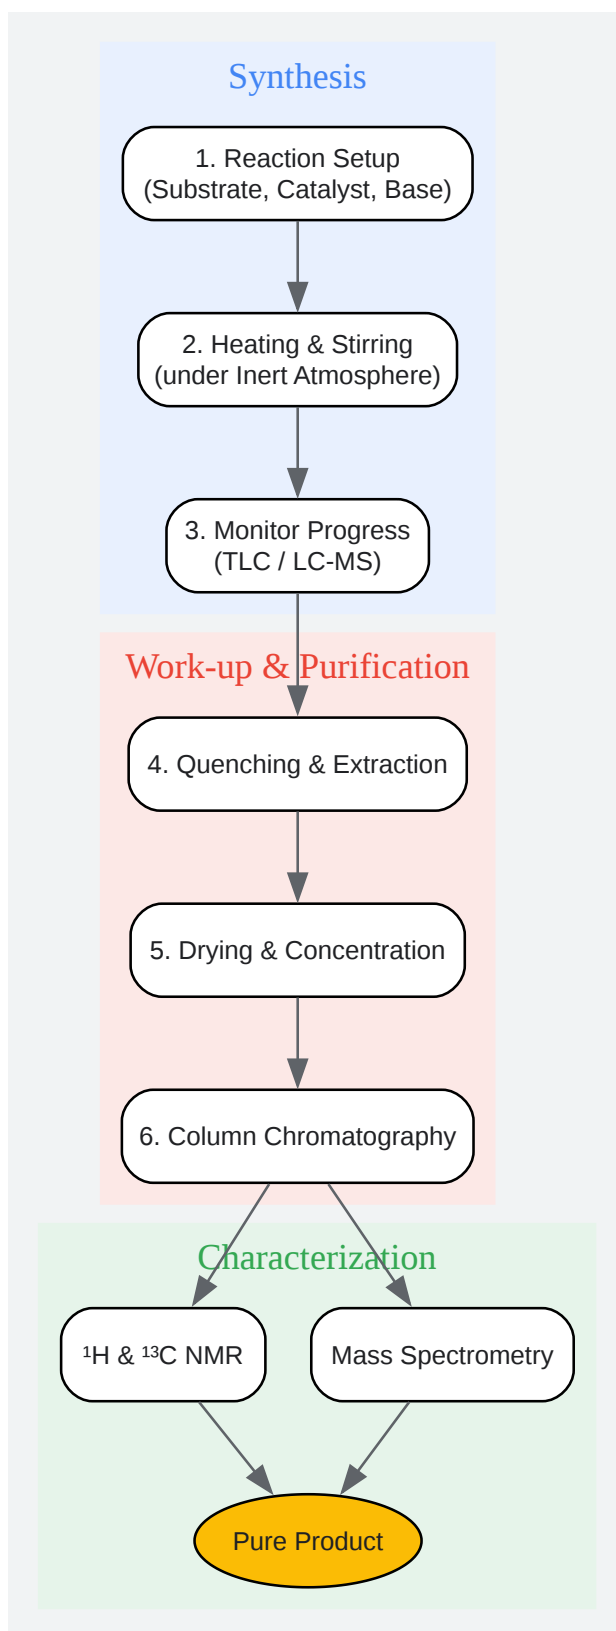 Synthesis
1. Reaction Setup
(Substrate, Catalyst, Base)
2. Heating & Stirring
(under Inert Atmosphere)
3. Monitor Progress
(TLC / LC-MS)
Work-up & Purification
4. Quenching & Extraction
5. Drying & Concentration
6. Column Chromatography
Characterization
¹H & ¹³C NMR
Mass Spectrometry
Pure Product